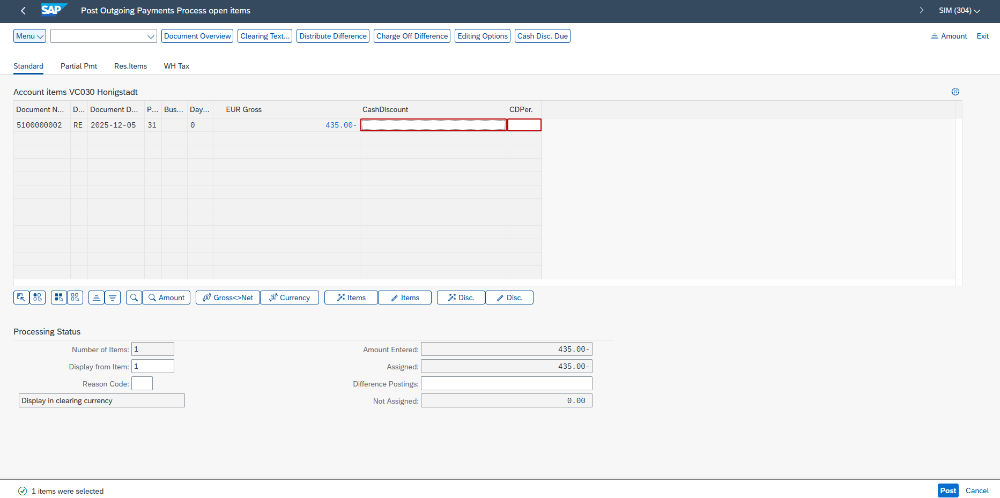 SAP Post Outgoing Payments Process open items SIM (304)
Menu Document Overview Clearing Text... Distribute Difference Charge Off Difference Editing Options Cash Disc. Due Amount Exit
Standard Partial Pmt Res.Items WH Tax
Account items VC030 Honigstadt
Document N... D... Document D... P... Bus... Day... EUR Gross CashDiscount CDPer.
5100000002 RE 2025-12-05 31 0 435.00-
Amount Gross<>Net Currency Items Items Disc. Disc.
Processing Status
Number of Items: 1 Amount Entered: 435.00-
Display from Item: 1 Assigned: 435.00-
Reason Code: Difference Postings:
Display in clearing currency Not Assigned: 0.00
1 items were selected Post Cancel